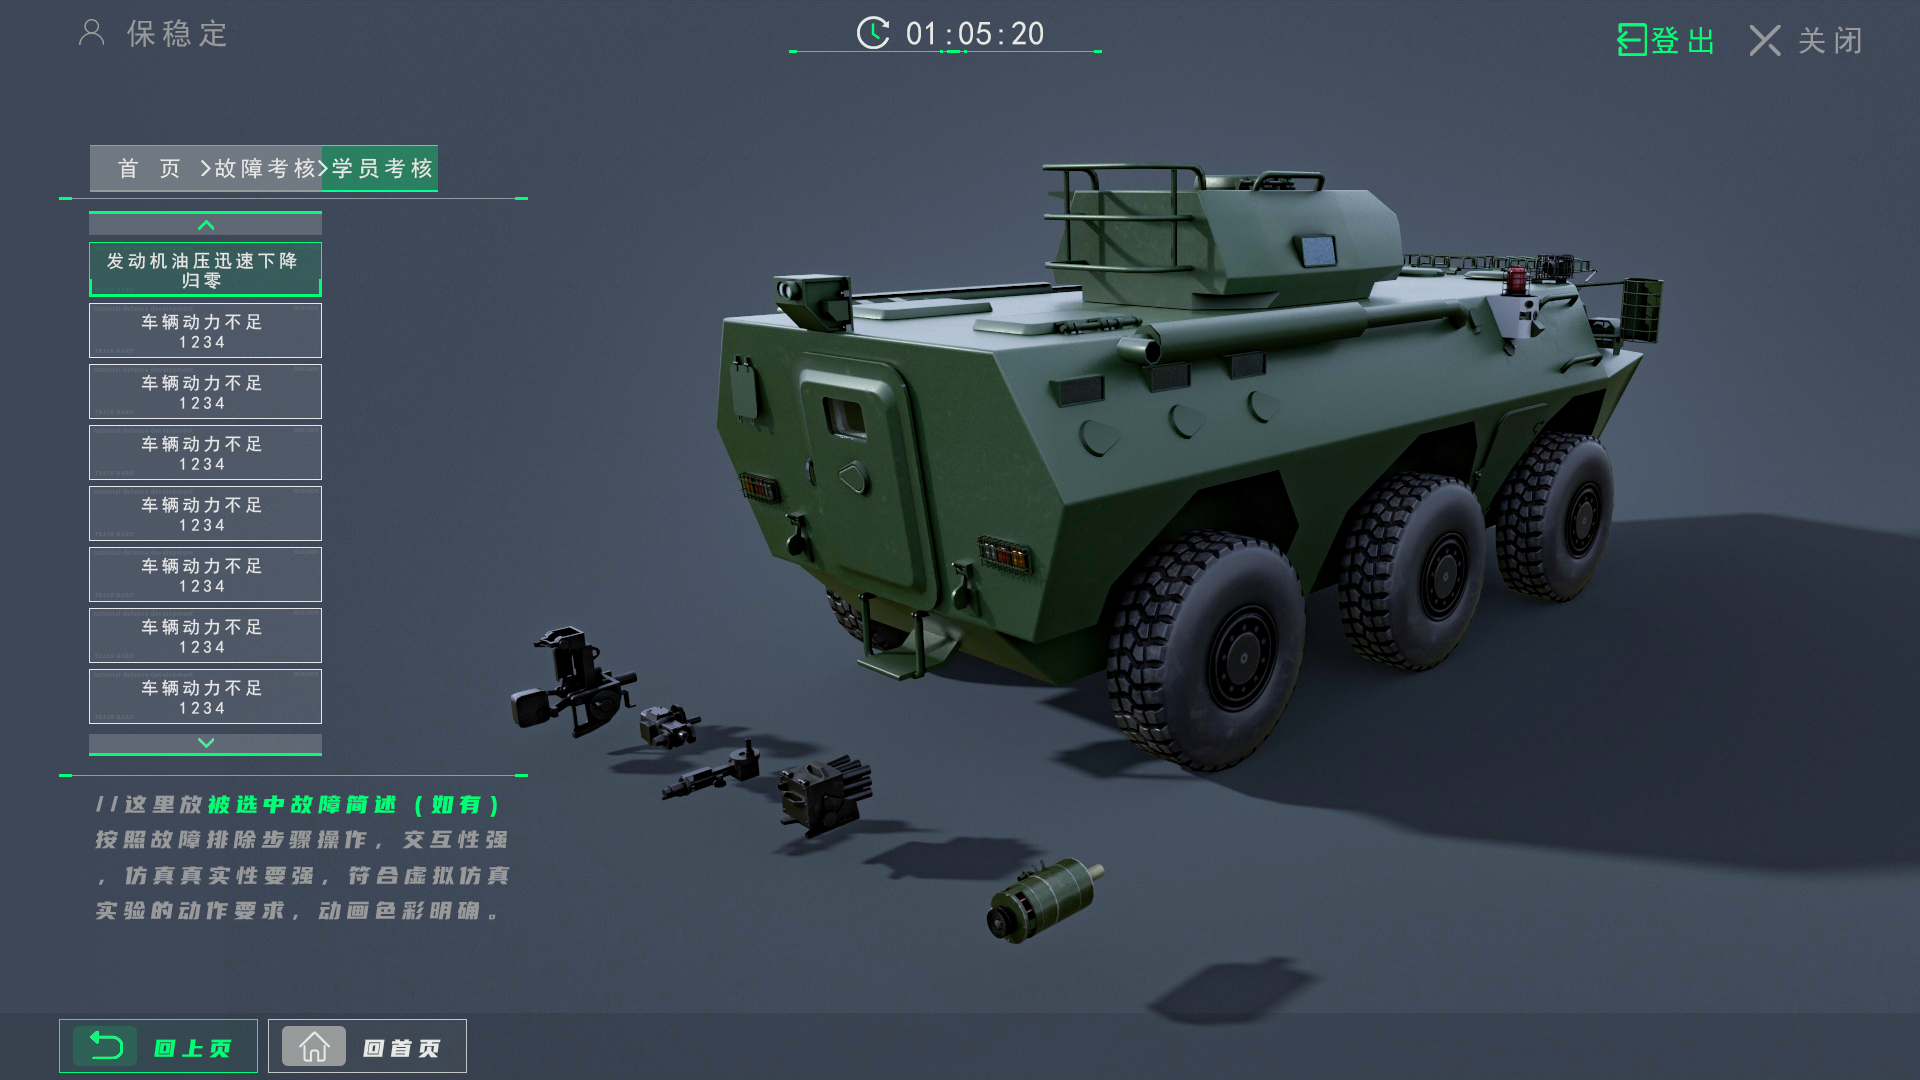 保稳定
01:05:20
登出
关闭
首 页 >故障考核>学员考核
发动机油压迅速下降
归零
车辆动力不足
1234
车辆动力不足
1234
车辆动力不足
1234
车辆动力不足
1234
车辆动力不足
1234
车辆动力不足
1234
车辆动力不足
1234
//这里放被选中故障简述(如有)
按照故障排除步骤操作,交互性强
,仿真真实性要强,符合虚拟仿真
实验的动作要求,动画色彩明确。
回上页
回首页